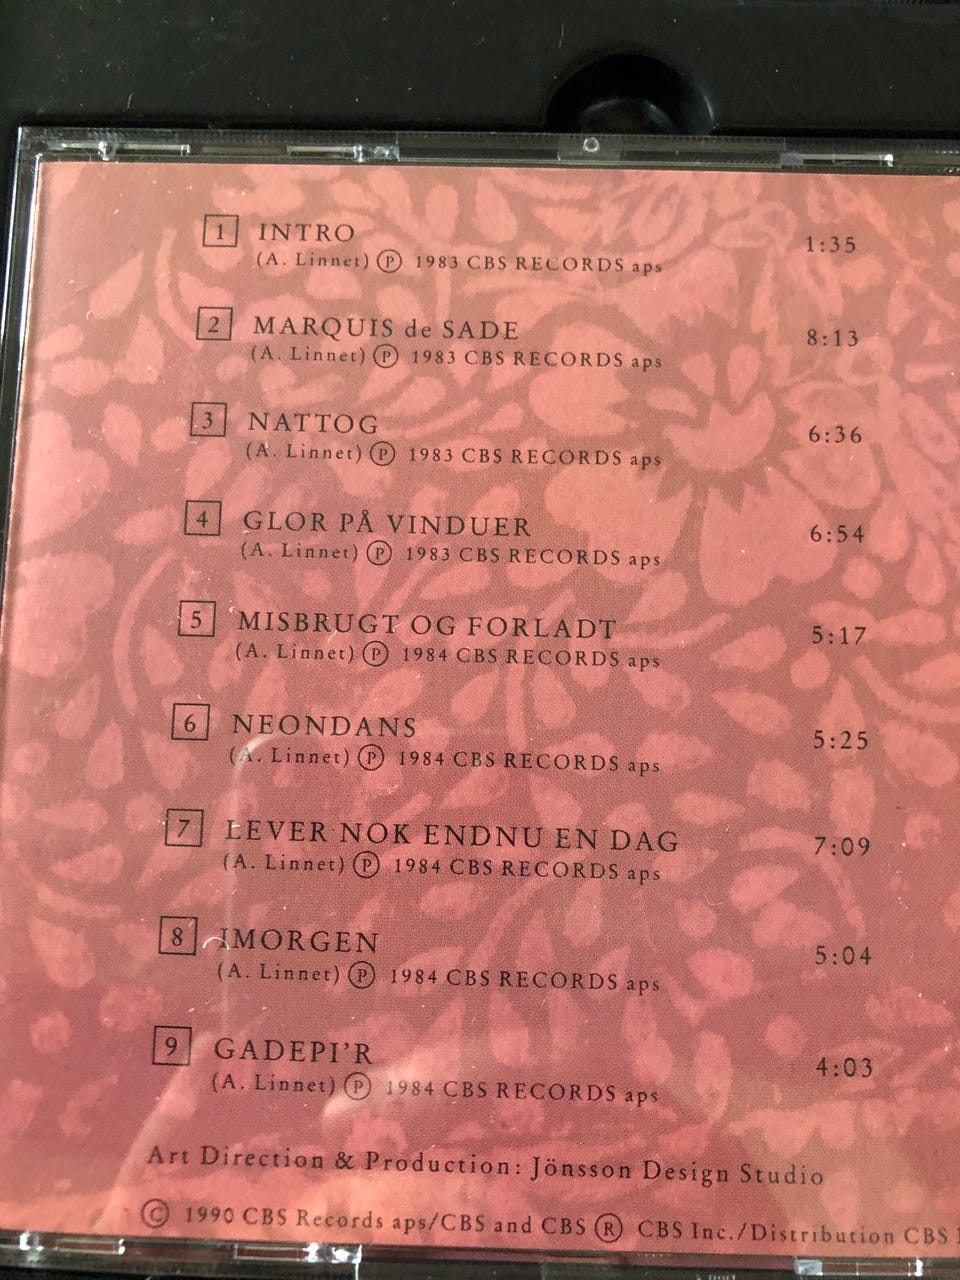 1 INTRO 1:35
(A. Linnet) Ⓟ 1983 CBS RECORDS aps
2 MARQUIS de SADE 8:13
(A. Linnet) Ⓟ 1983 CBS RECORDS aps
3 NATTOG 6:36
(A. Linnet) Ⓟ 1983 CBS RECORDS aps
4 GLOR PÅ VINDUER 6:54
(A. Linnet) Ⓟ 1983 CBS RECORDS aps
5 MISBRUGT OG FORLADT 5:17
(A. Linnet) Ⓟ 1984 CBS RECORDS aps
6 NEONDANS 5:25
(A. Linnet) Ⓟ 1984 CBS RECORDS aps
7 LEVER NOK ENDNU EN DAG 7:09
(A. Linnet) Ⓟ 1984 CBS RECORDS aps
8 IMORGEN 5:04
(A. Linnet) Ⓟ 1984 CBS RECORDS aps
9 GADEPI'R 4:03
(A. Linnet) Ⓟ 1984 CBS RECORDS aps
Art Direction & Production: Jönsson Design Studio
© 1990 CBS Records aps/CBS and CBS ® CBS Inc./Distribution CBS